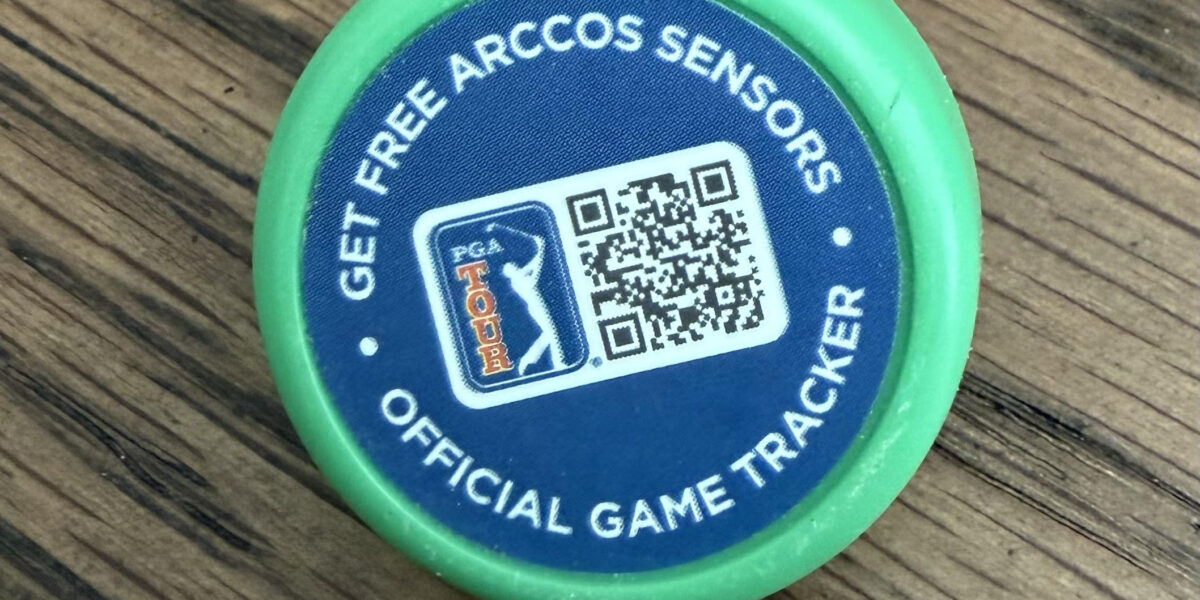 GET FREE ARCCOS SENSORS
PGA
TOUR
OFFICIAL GAME TRACKER